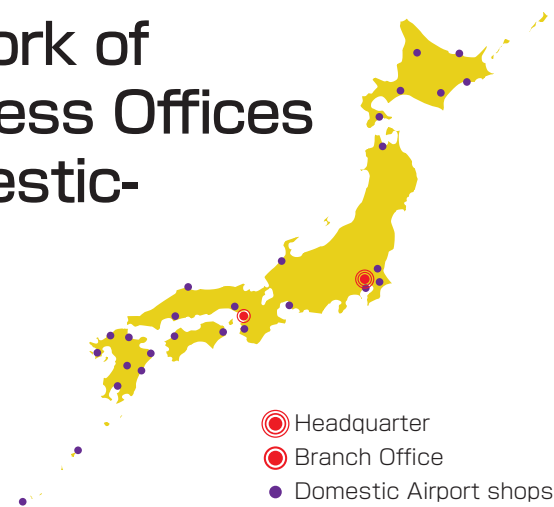 ork of
ess Offices
estic-
Headquarter
Branch Office
Domestic Airport shops